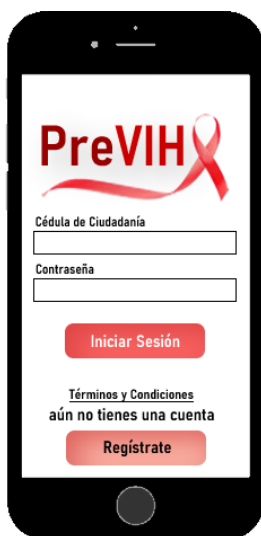 PreVIH
Cédula de Ciudadanía
Contraseña
Iniciar Sesión
Términos y Condiciones
aún no tienes una cuenta
Regístrate